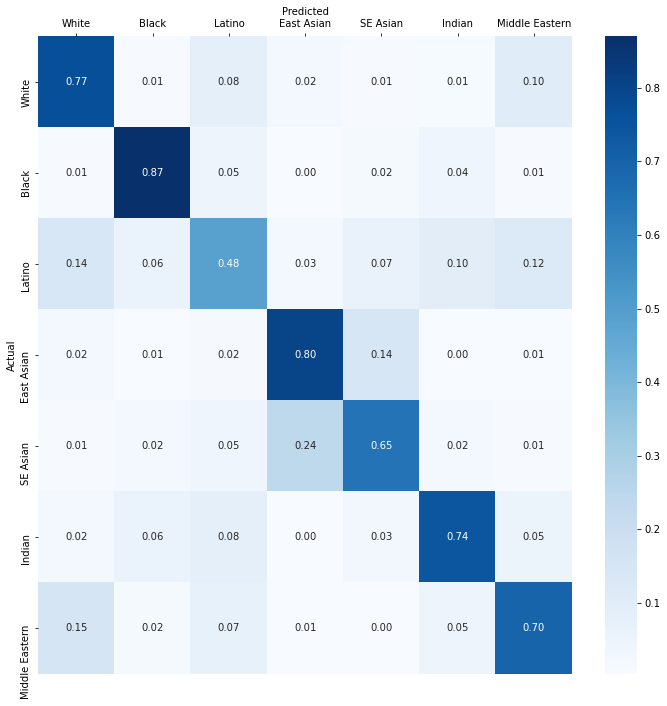 Predicted
White Black Latino East Asian SE Asian Indian Middle Eastern
White 0.77 0.01 0.08 0.02 0.01 0.01 0.10
Black 0.01 0.87 0.05 0.00 0.02 0.04 0.01
Latino 0.14 0.06 0.48 0.03 0.07 0.10 0.12
Actual
East Asian 0.02 0.01 0.02 0.80 0.14 0.00 0.01
SE Asian 0.01 0.02 0.05 0.24 0.65 0.02 0.01
Indian 0.02 0.06 0.08 0.00 0.03 0.74 0.05
Middle Eastern 0.15 0.02 0.07 0.01 0.00 0.05 0.70
0.8
0.7
0.6
0.5
0.4
0.3
0.2
0.1